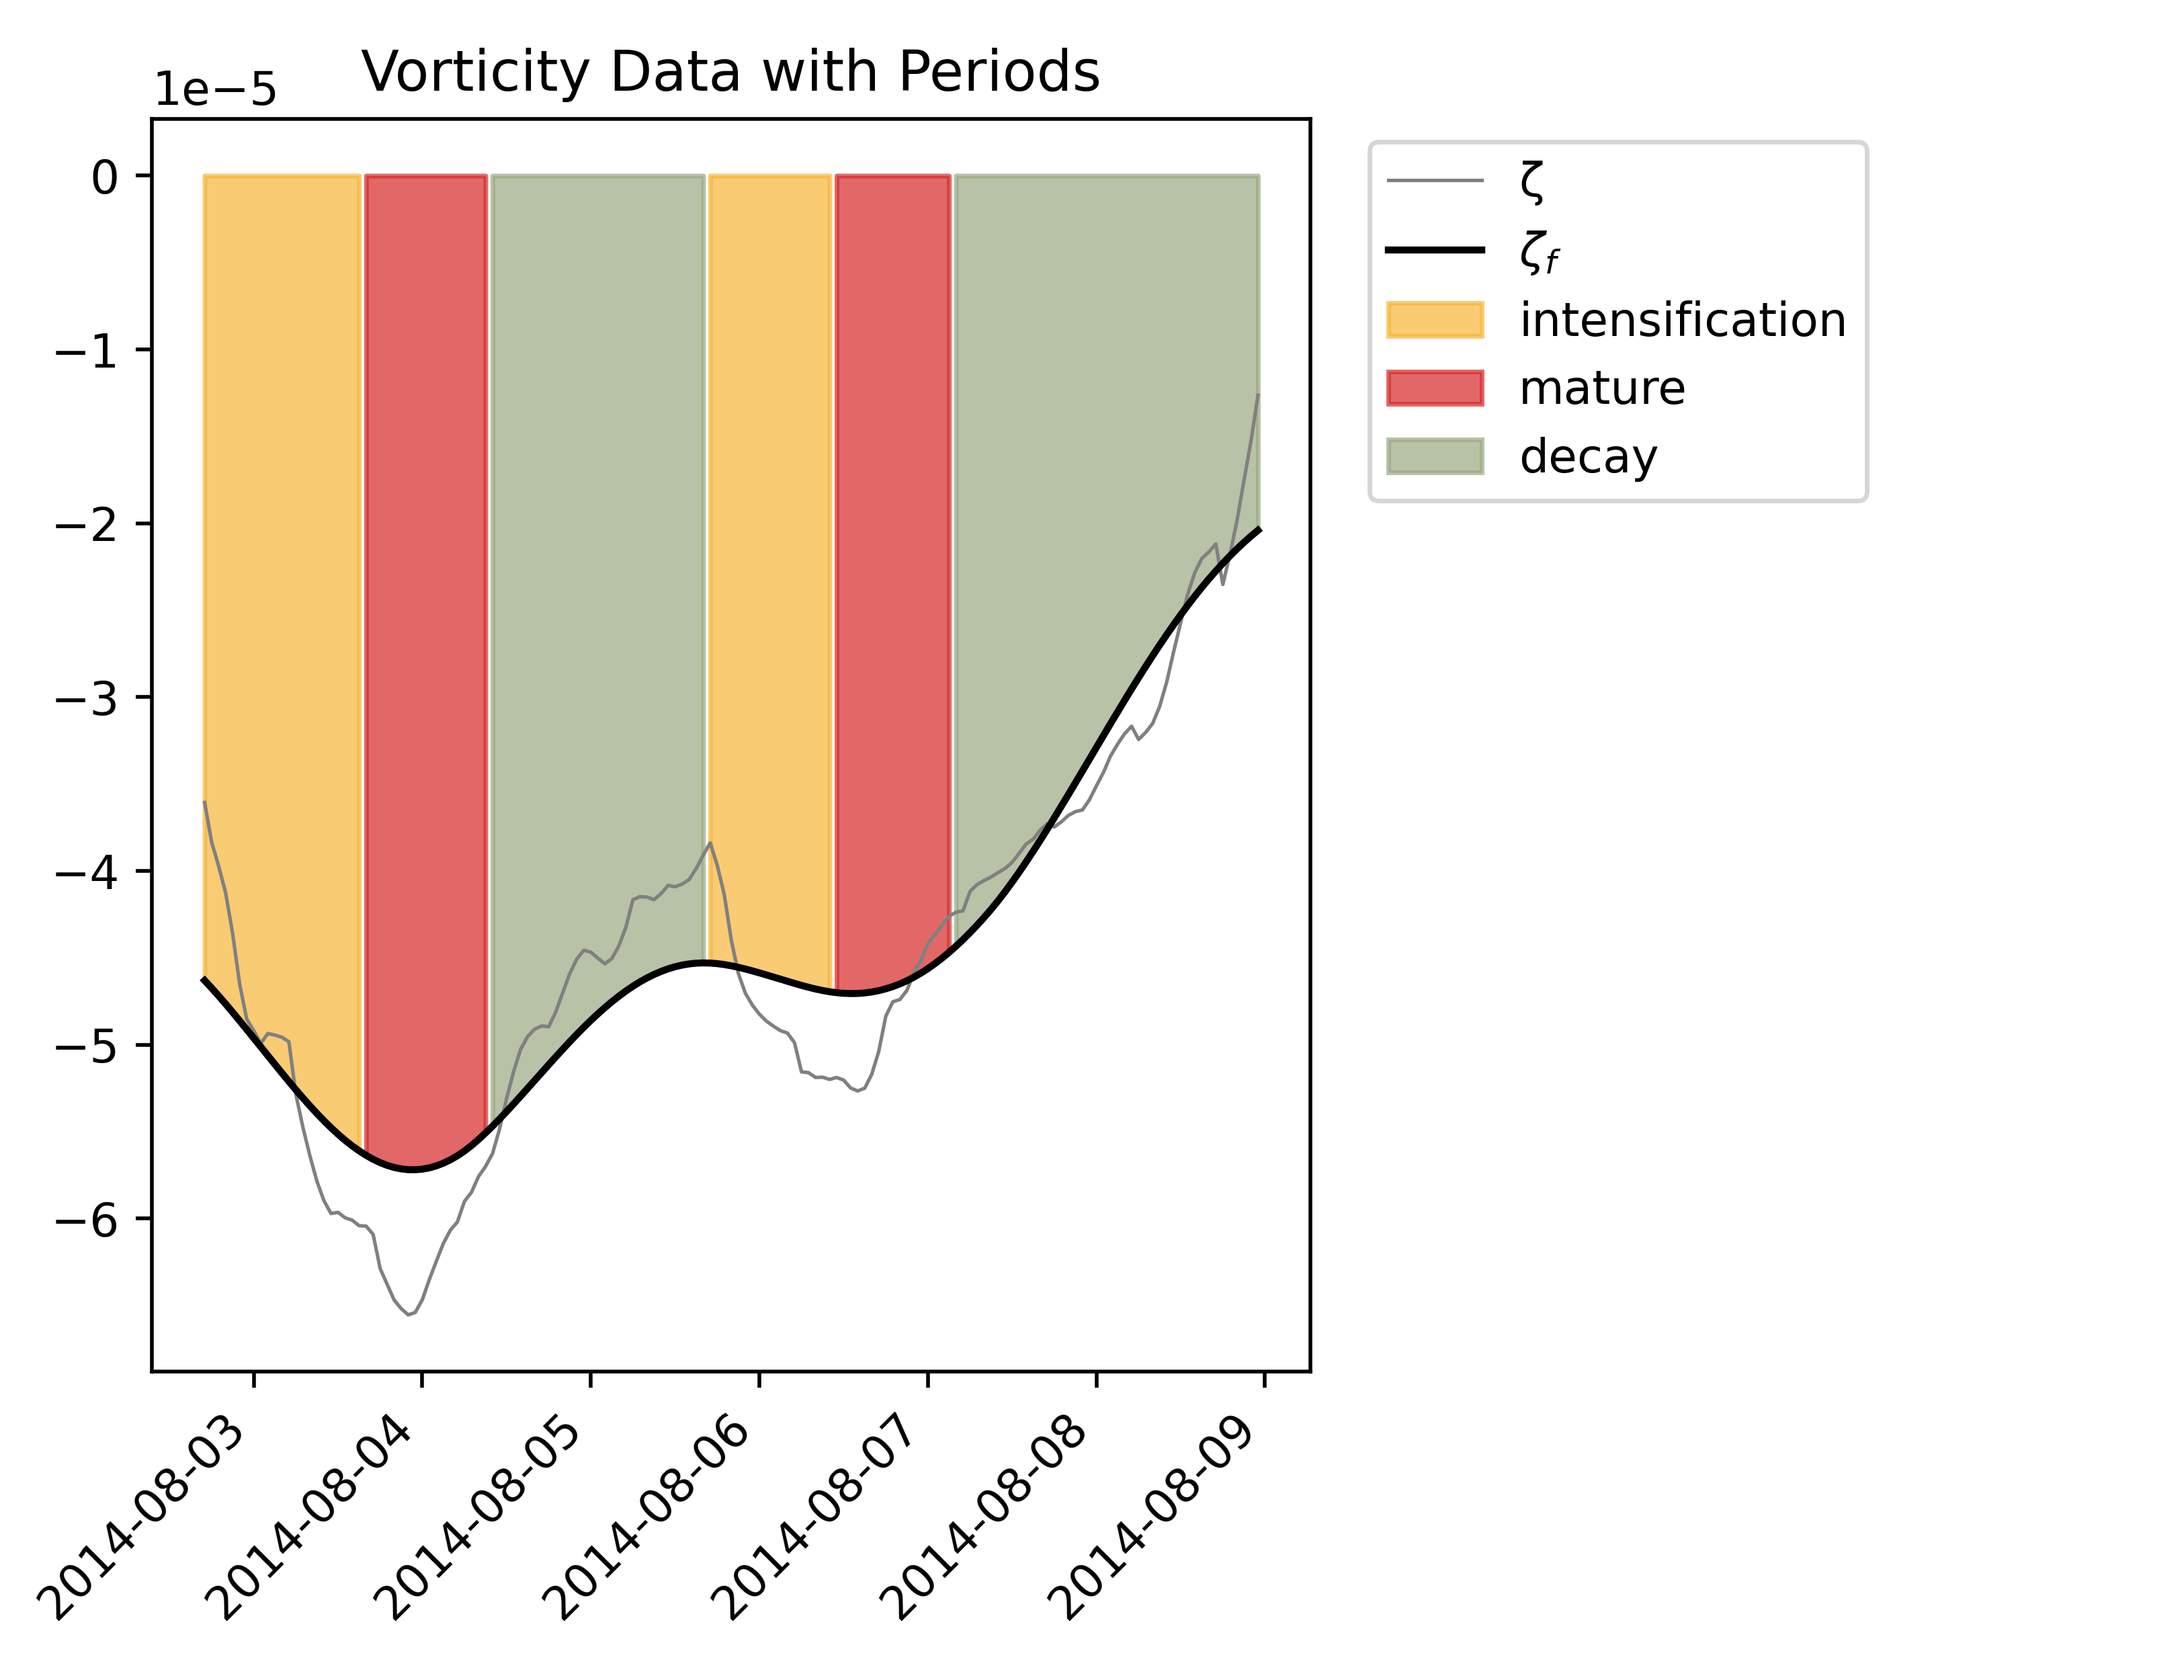 Vorticity Data with Periods
1e−5
0
−1
−2
−3
−4
−5
−6
2014-08-03
2014-08-04
2014-08-05
2014-08-06
2014-08-07
2014-08-08
2014-08-09
ζ
ζf
intensification
mature
decay